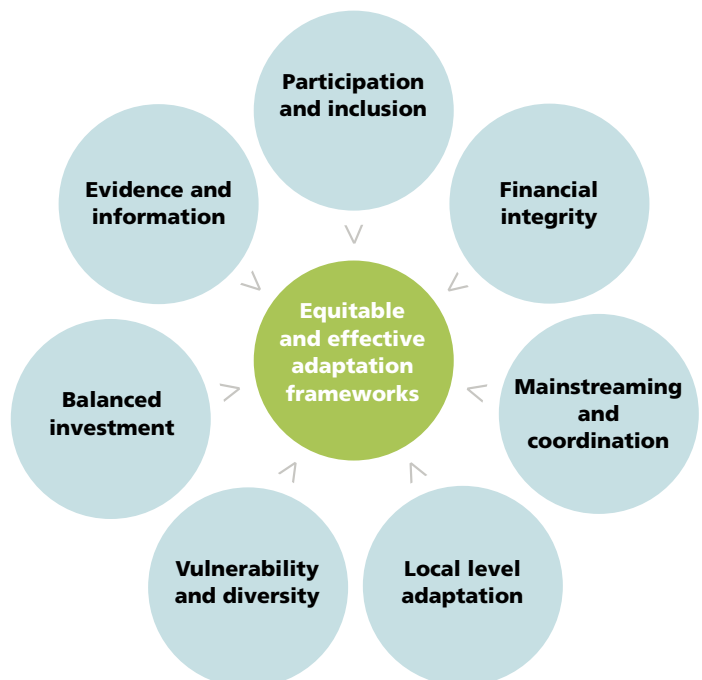 Participation
and inclusion
Evidence and
information
Financial
integrity
Equitable
and effective
adaptation
frameworks
Balanced
investment
Mainstreaming
and
coordination
Vulnerability
and diversity
Local level
adaptation